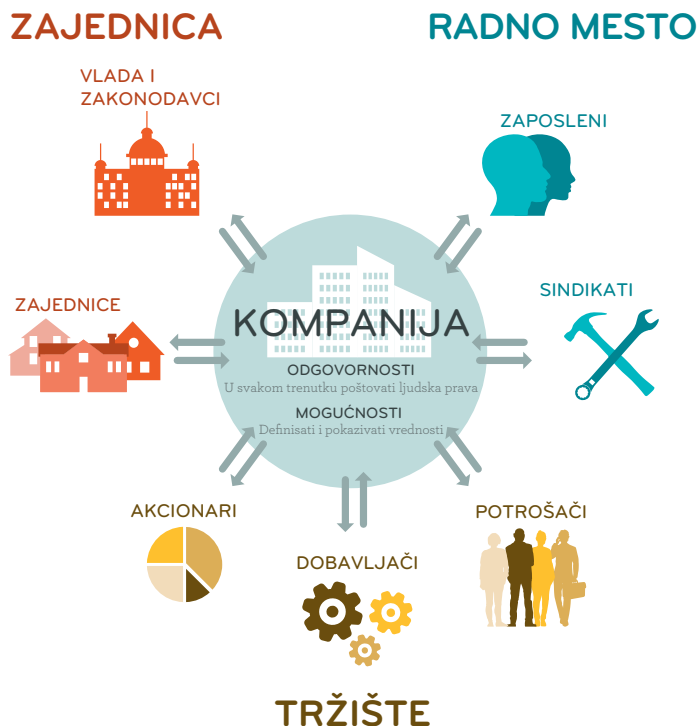 ZAJEDNICA
RADNO MESTO
VLADA I
ZAKONODAVCI
ZAPOSLENI
ZAJEDNICE
SINDIKATI
KOMPANIJA
ODGOVORNOSTI
U svakom trenutku poštovati ljudska prava
MOGUĆNOSTI
Definisati i pokazivati vrednosti
AKCIONARI
POTROŠAČI
DOBAVLJAČI
TRŽIŠTE